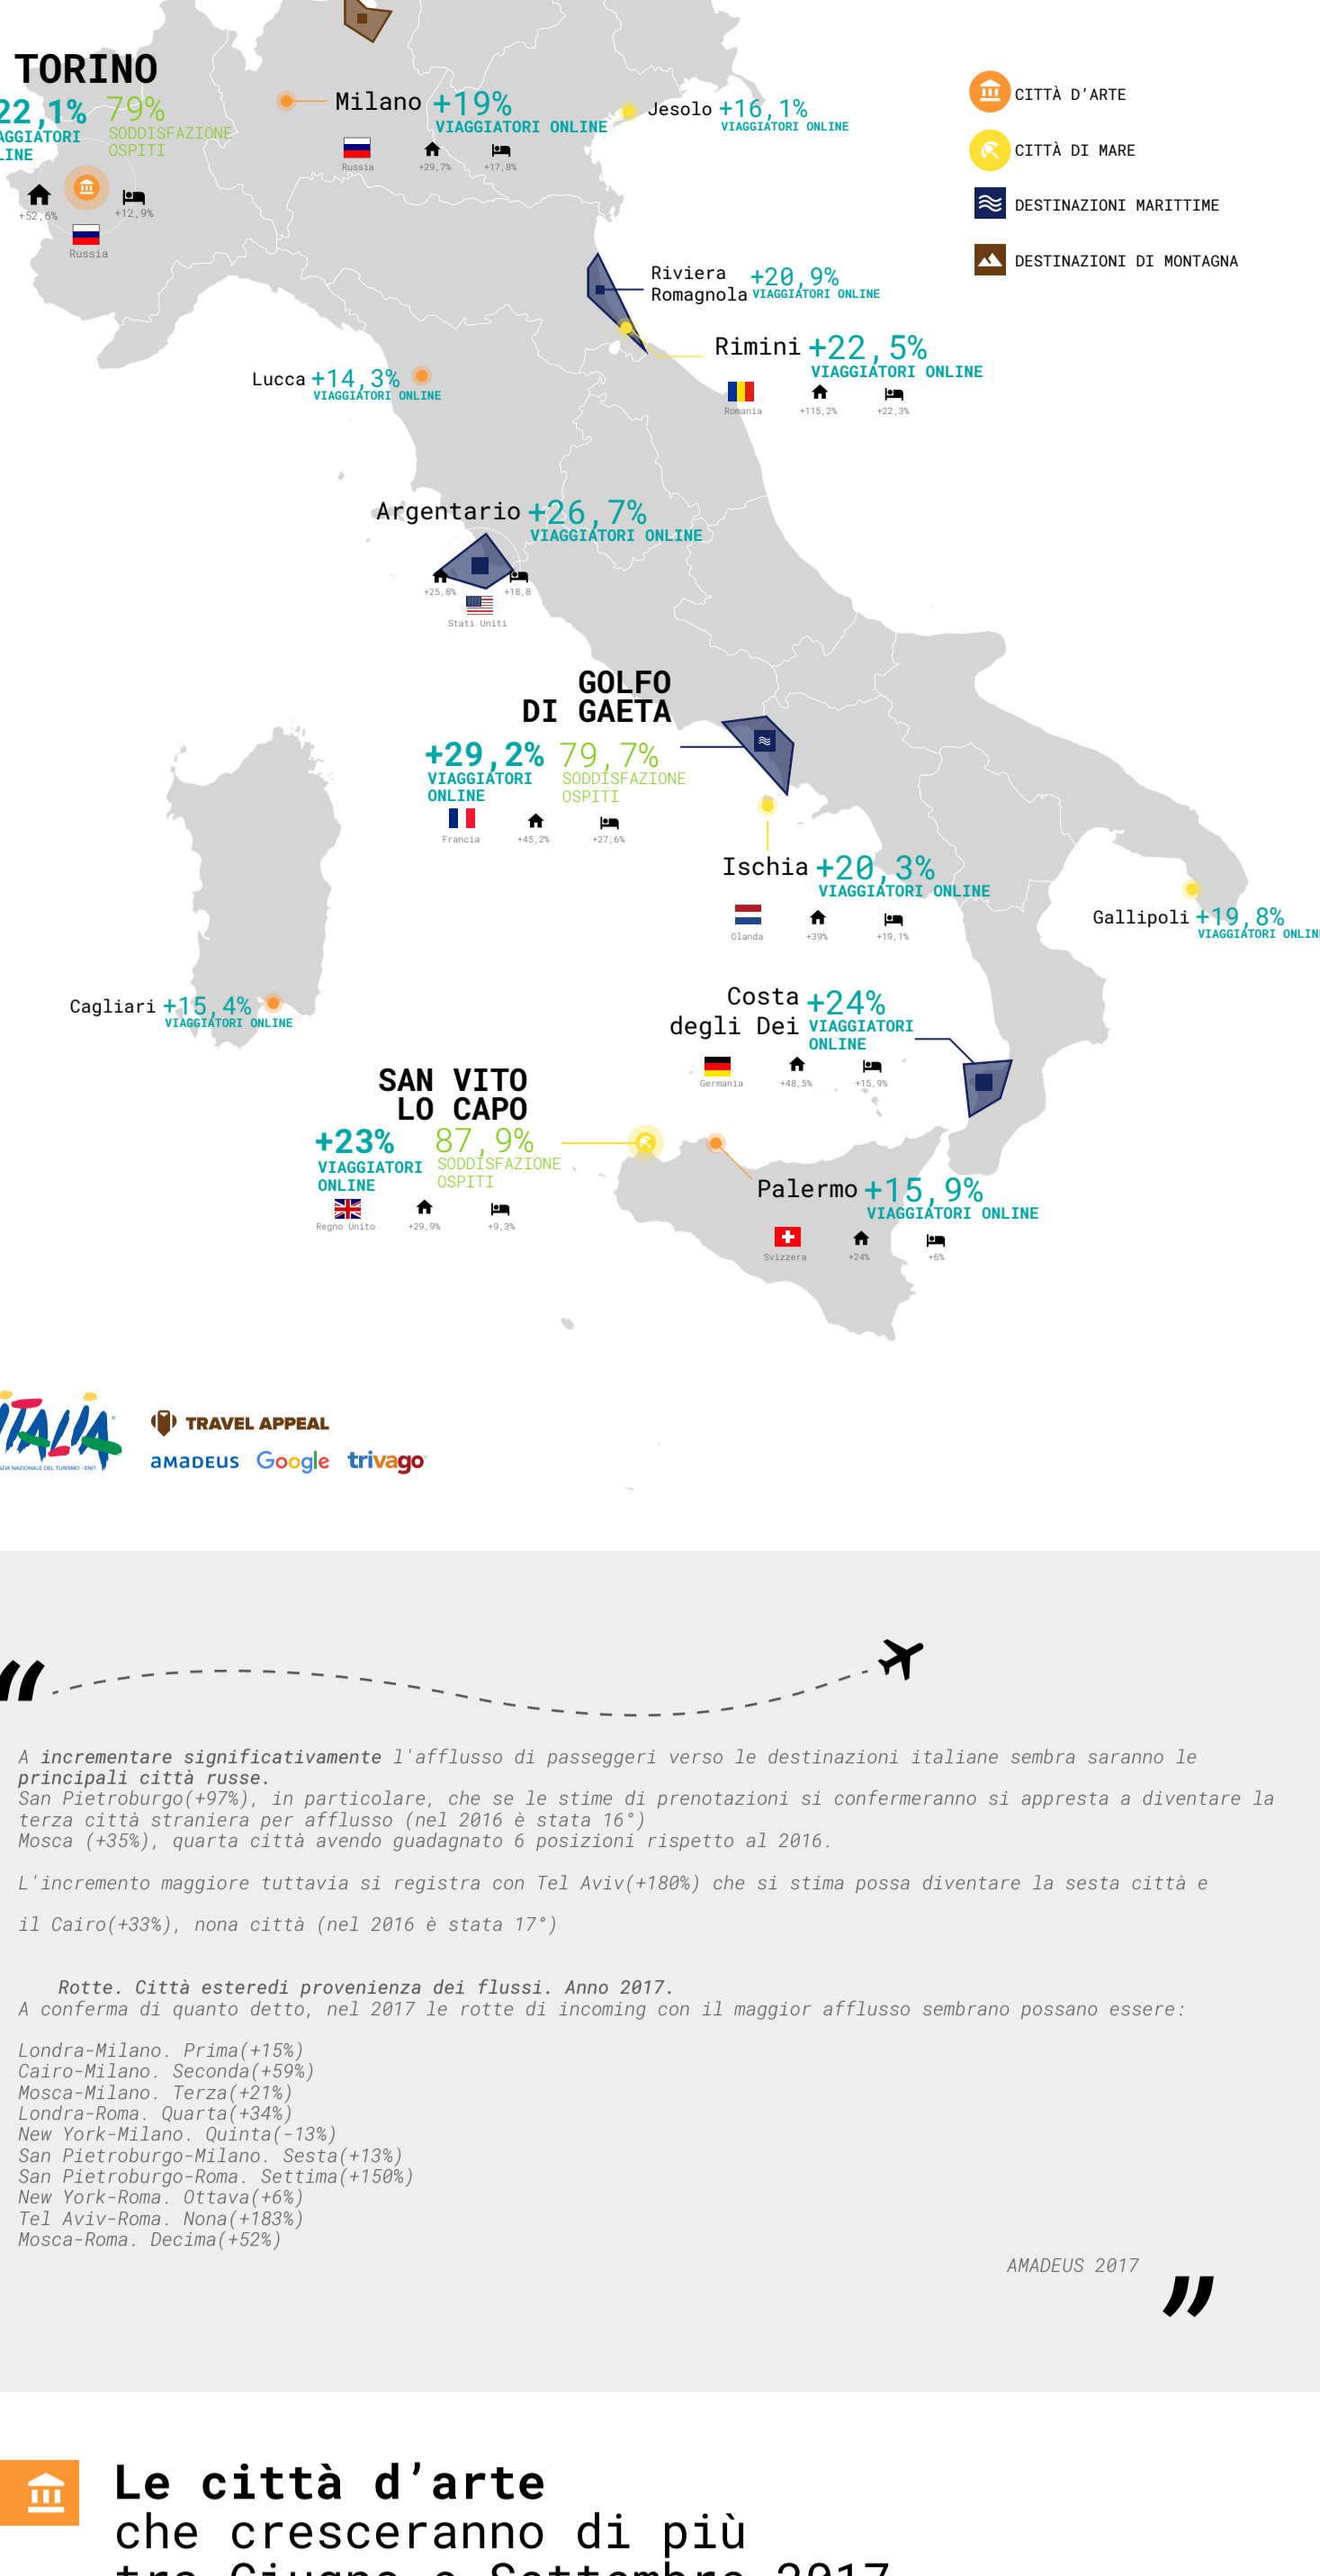 TORINO
22,1%
79%
AGGIATORI
LINE
SODDISFAZIONE
OSPITI
+52,6%
+12,9%
Russia
Milano +19%
VIAGGIATORI ONLINE
Russia
+29,7%
+17,8%
Jesolo +16,1%
VIAGGIATORI ONLINE
CITTÀ D’ARTE
CITTÀ DI MARE
DESTINAZIONI MARITTIME
DESTINAZIONI DI MONTAGNA
Riviera
Romagnola
+20,9%
VIAGGIATORI ONLINE
Rimini +22,5%
VIAGGIATORI ONLINE
Romania
+115,2%
+22,3%
Lucca +14,3%
VIAGGIATORI ONLINE
Argentario +26,7%
VIAGGIATORI ONLINE
+25,8%
+18,8
Stati Uniti
GOLFO
DI GAETA
+29,2% 79,7%
VIAGGIATORI
ONLINE
SODDISFAZIONE
OSPITI
Francia
+45,2%
+27,6%
Ischia +20,3%
VIAGGIATORI ONLINE
Olanda
+39%
+19,1%
Gallipoli +19,8%
VIAGGIATORI ONLIN
Cagliari +15,4%
VIAGGIATORI ONLINE
Costa
degli Dei
+24%
VIAGGIATORI
ONLINE
Germania
+48,5%
+15,9%
SAN VITO
LO CAPO
+23% 87,9%
VIAGGIATORI
ONLINE
SODDISFAZIONE
OSPITI
Regno Unito
+29,9%
+9,3%
Palermo +15,9%
VIAGGIATORI ONLINE
Svizzera
+24%
+6%
ITALIA
ZIA NAZIONALE DEL TURISMO - ENIT
TRAVEL APPEAL
amadeus Google trivago
“
A incrementare significativamente l'afflusso di passeggeri verso le destinazioni italiane sembra saranno le
principali città russe.
San Pietroburgo(+97%), in particolare, che se le stime di prenotazioni si confermeranno si appresta a diventare la
terza città straniera per afflusso (nel 2016 è stata 16°)
Mosca (+35%), quarta città avendo guadagnato 6 posizioni rispetto al 2016.
L'incremento maggiore tuttavia si registra con Tel Aviv(+180%) che si stima possa diventare la sesta città e
il Cairo(+33%), nona città (nel 2016 è stata 17°)
Rotte. Città esteredi provenienza dei flussi. Anno 2017.
A conferma di quanto detto, nel 2017 le rotte di incoming con il maggior afflusso sembrano possano essere:
Londra-Milano. Prima(+15%)
Cairo-Milano. Seconda(+59%)
Mosca-Milano. Terza(+21%)
Londra-Roma. Quarta(+34%)
New York-Milano. Quinta(-13%)
San Pietroburgo-Milano. Sesta(+13%)
San Pietroburgo-Roma. Settima(+150%)
New York-Roma. Ottava(+6%)
Tel Aviv-Roma. Nona(+183%)
Mosca-Roma. Decima(+52%)
AMADEUS 2017
”
Le città d’arte
che cresceranno di più
tra Giugno e Settembre 2017